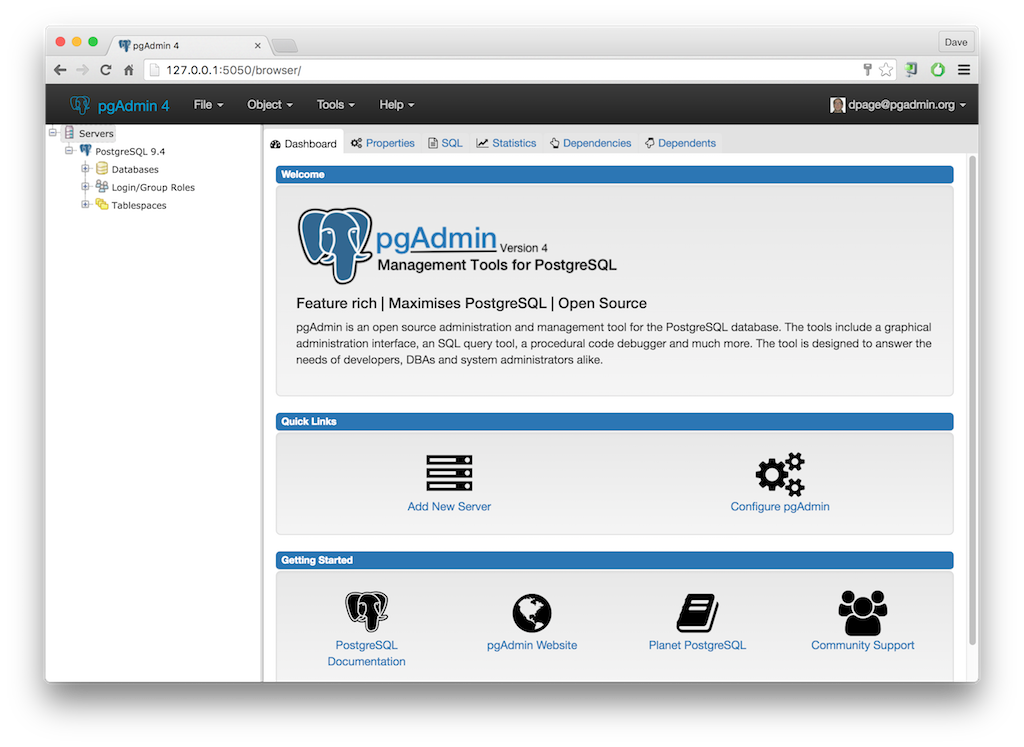 pgAdmin 4
Dave
127.0.0.1:5050/browser/
pgAdmin 4 File Object Tools Help dpage@pgadmin.org
Servers
PostgreSQL 9.4
Databases
Login/Group Roles
Tablespaces
Dashboard Properties SQL Statistics Dependencies Dependents
Welcome
pgAdmin Version 4
Management Tools for PostgreSQL
Feature rich | Maximises PostgreSQL | Open Source
pgAdmin is an open source administration and management tool for the PostgreSQL database. The tools include a graphical
administration interface, an SQL query tool, a procedural code debugger and much more. The tool is designed to answer the
needs of developers, DBAs and system administrators alike.
Quick Links
Add New Server
Configure pgAdmin
Getting Started
PostgreSQL
Documentation
pgAdmin Website
Planet PostgreSQL
Community Support